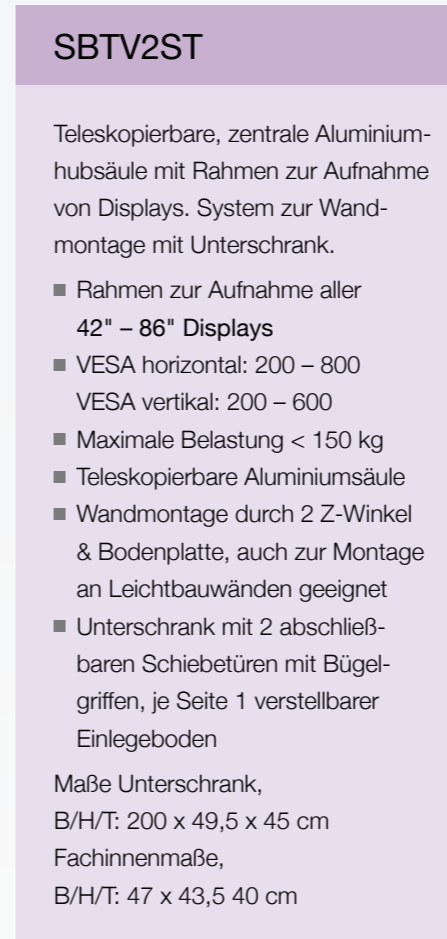 SBTV2ST
Teleskopierbare, zentrale Aluminium-
hubsäule mit Rahmen zur Aufnahme
von Displays. System zur Wand-
montage mit Unterschrank.
■ Rahmen zur Aufnahme aller
42" – 86" Displays
■ VESA horizontal: 200 – 800
VESA vertikal: 200 – 600
■ Maximale Belastung < 150 kg
■ Teleskopierbare Aluminiumsäule
■ Wandmontage durch 2 Z-Winkel
& Bodenplatte, auch zur Montage
an Leichtbauwänden geeignet
■ Unterschrank mit 2 abschließ-
baren Schiebetüren mit Bügel-
griffen, je Seite 1 verstellbarer
Einlegeboden
Maße Unterschrank,
B/H/T: 200 x 49,5 x 45 cm
Fachinnenmaße,
B/H/T: 47 x 43,5 40 cm